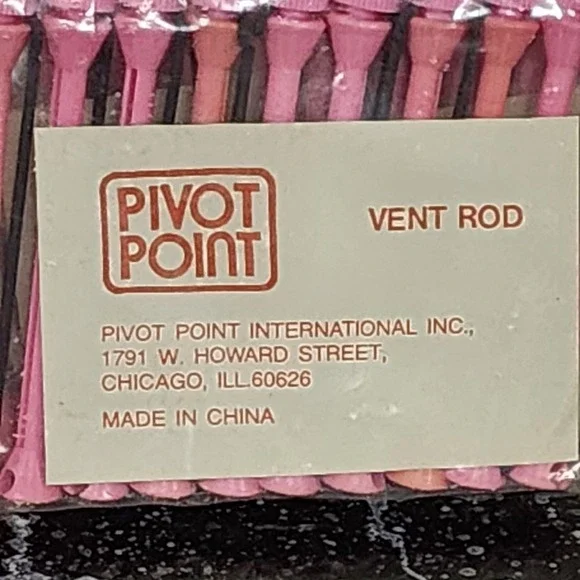 PIVOT
POINT
VENT ROD
PIVOT POINT INTERNATIONAL INC.,
1791 W. HOWARD STREET,
CHICAGO, ILL.60626
MADE IN CHINA